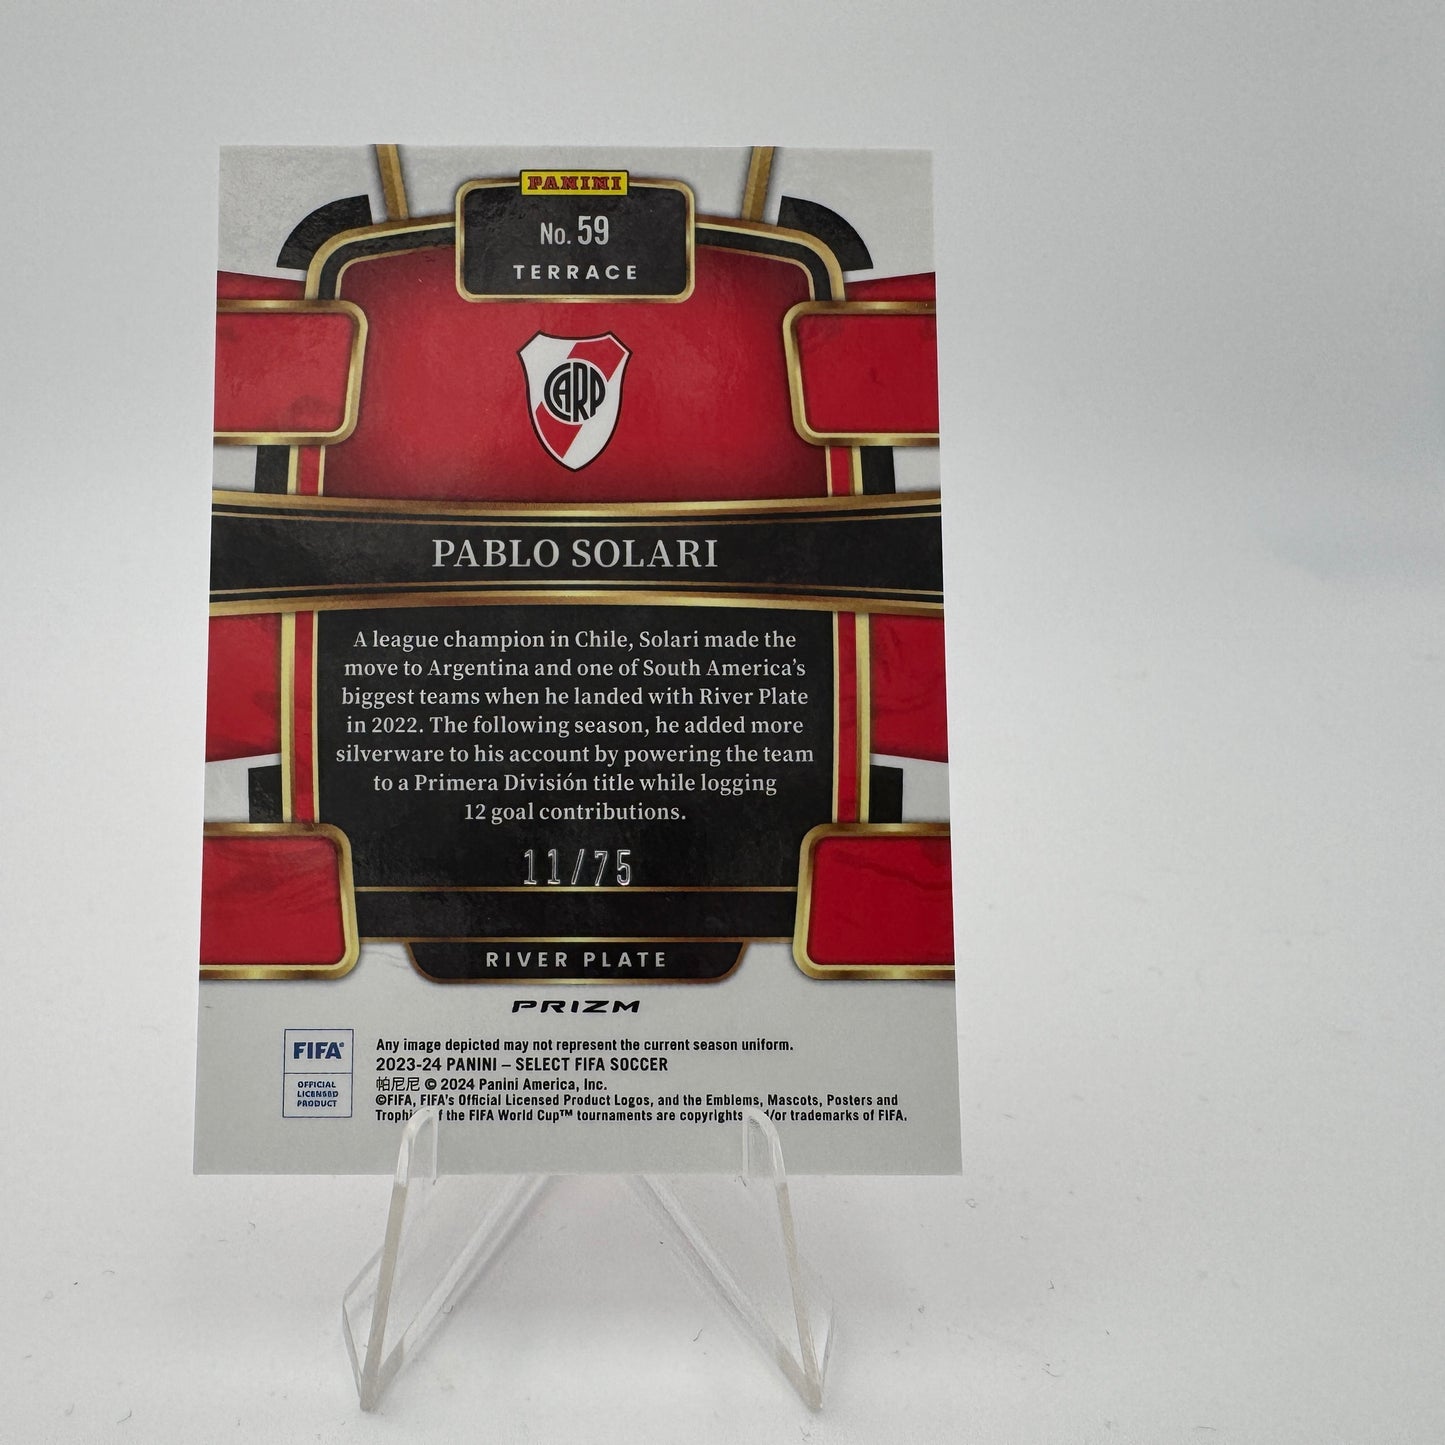 PANINI
No. 59
TERRACE
CARP
PABLO SOLARI
A league champion in Chile, Solari made the
move to Argentina and one of South America's
biggest teams when he landed with River Plate
in 2022. The following season, he added more
silverware to his account by powering the team
to a Primera División title while logging
12 goal contributions.
11/75
RIVER PLATE
PRIZM
FIFA®
OFFICIAL
LICENSED
PRODUCT
Any image depicted may not represent the current season uniform.
2023-24 PANINI – SELECT FIFA SOCCER
帕尼尼 © 2024 Panini America, Inc.
©FIFA, FIFA's Official Licensed Product Logos, and the Emblems, Mascots, Posters and
of the FIFA World Cup™ tournaments are copyrights /or trademarks of FIFA.